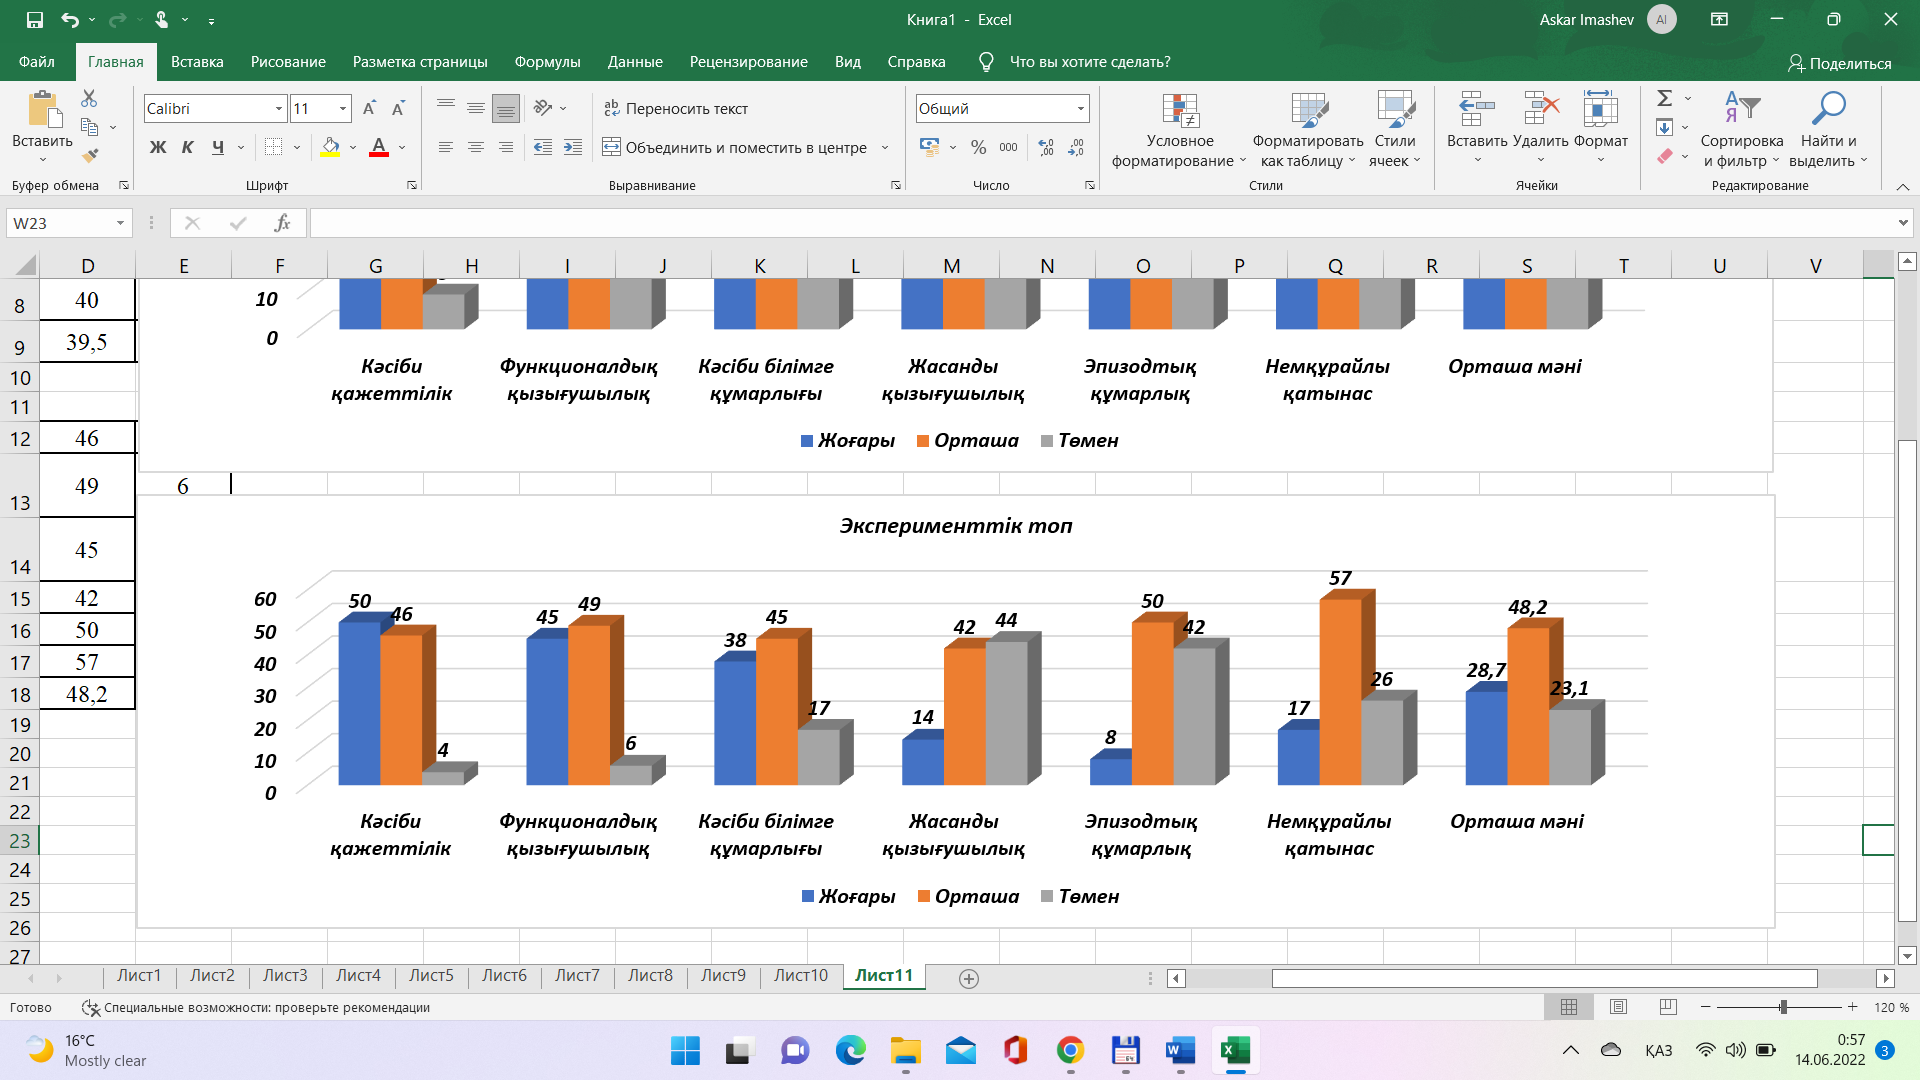 Книга1 - Excel
Askar Imashev
AI
Файл
Главная
Вставка
Рисование
Разметка страницы
Формулы
Данные
Рецензирование
Вид
Справка
Что вы хотите сделать?
Поделиться
Вставить
Буфер обмена
Calibri
11
Ж К Ч
Шрифт
Переносить текст
Объединить и поместить в центре
Выравнивание
Общий
% 000
Число
Условное
форматирование
Форматировать
как таблицу
Стили
ячеек
Стили
Вставить
Удалить
Формат
Ячейки
Сортировка
и фильтр
Найти и
выделить
Редактирование
W23
fx
D E F G H I J K L M N O P Q R S T U V
8 40
9 39,5
10
11
12 46
13 49 6
14 45
15 42
16 50
17 57
18 48,2
19
20
21
22
23
24
25
26
27
10
0
Кәсіби
қажеттілік
Функционалдық
қызығушылық
Кәсіби білімге
құмарлығы
Жасанды
қызығушылық
Эпизодтық
құмарлық
Немқұрайлы
қатынас
Орташа мәні
Жоғары Орташа Төмен
Эксперименттік топ
60
50
40
30
20
10
0
50 46 4
45 49 6
38 45 17
14 42 44
8 50 42
17 57 26
28,7 48,2 23,1
Кәсіби
қажеттілік
Функционалдық
қызығушылық
Кәсіби білімге
құмарлығы
Жасанды
қызығушылық
Эпизодтық
құмарлық
Немқұрайлы
қатынас
Орташа мәні
Жоғары Орташа Төмен
Лист1 Лист2 Лист3 Лист4 Лист5 Лист6 Лист7 Лист8 Лист9 Лист10 Лист11
Готово
Специальные возможности: проверьте рекомендации
120 %
16°C
Mostly clear
ҚАЗ
0:57
14.06.2022
3